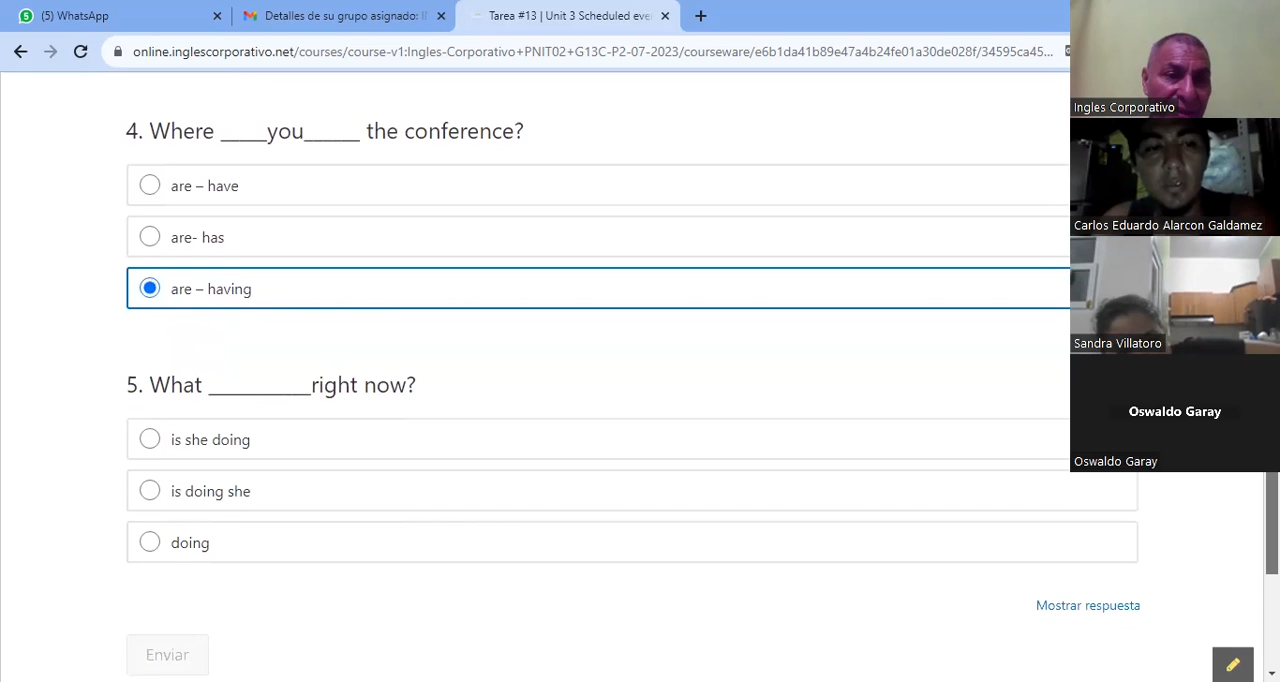 (5) WhatsApp
Detalles de su grupo asignado: I
Tarea #13 | Unit 3 Scheduled eve
online.inglescorporativo.net/courses/course-v1:Ingles-Corporativo+PNIT02+G13C-P2-07-2023/courseware/e6b1da41b89e47a4b24fe01a30de028f/34595ca45...
4. Where _____you______ the conference?
are – have
are- has
are – having
5. What __________right now?
is she doing
is doing she
doing
Mostrar respuesta
Enviar
Ingles Corporativo
Carlos Eduardo Alarcon Galdamez
Sandra Villatoro
Oswaldo Garay
Oswaldo Garay